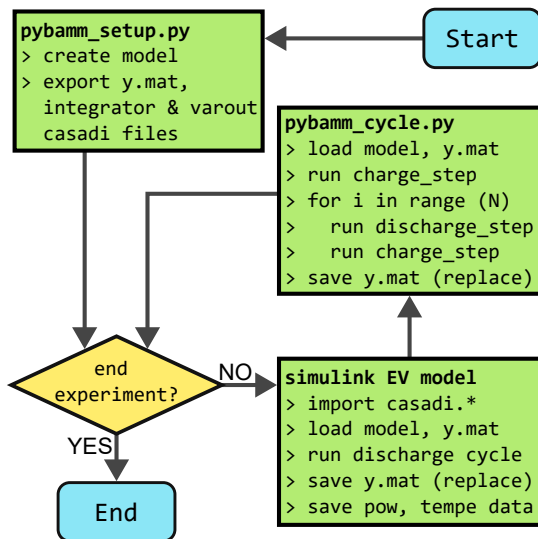 Start
pybamm_setup.py
> create model
> export y.mat,
integrator & varout
casadi files
pybamm_cycle.py
> load model, y.mat
> run charge_step
> for i in range (N)
> run discharge_step
> run charge_step
> save y.mat (replace)
end
experiment?
NO
YES
simulink EV model
> import casadi.*
> load model, y.mat
> run discharge cycle
> save y.mat (replace)
> save pow, tempe data
End